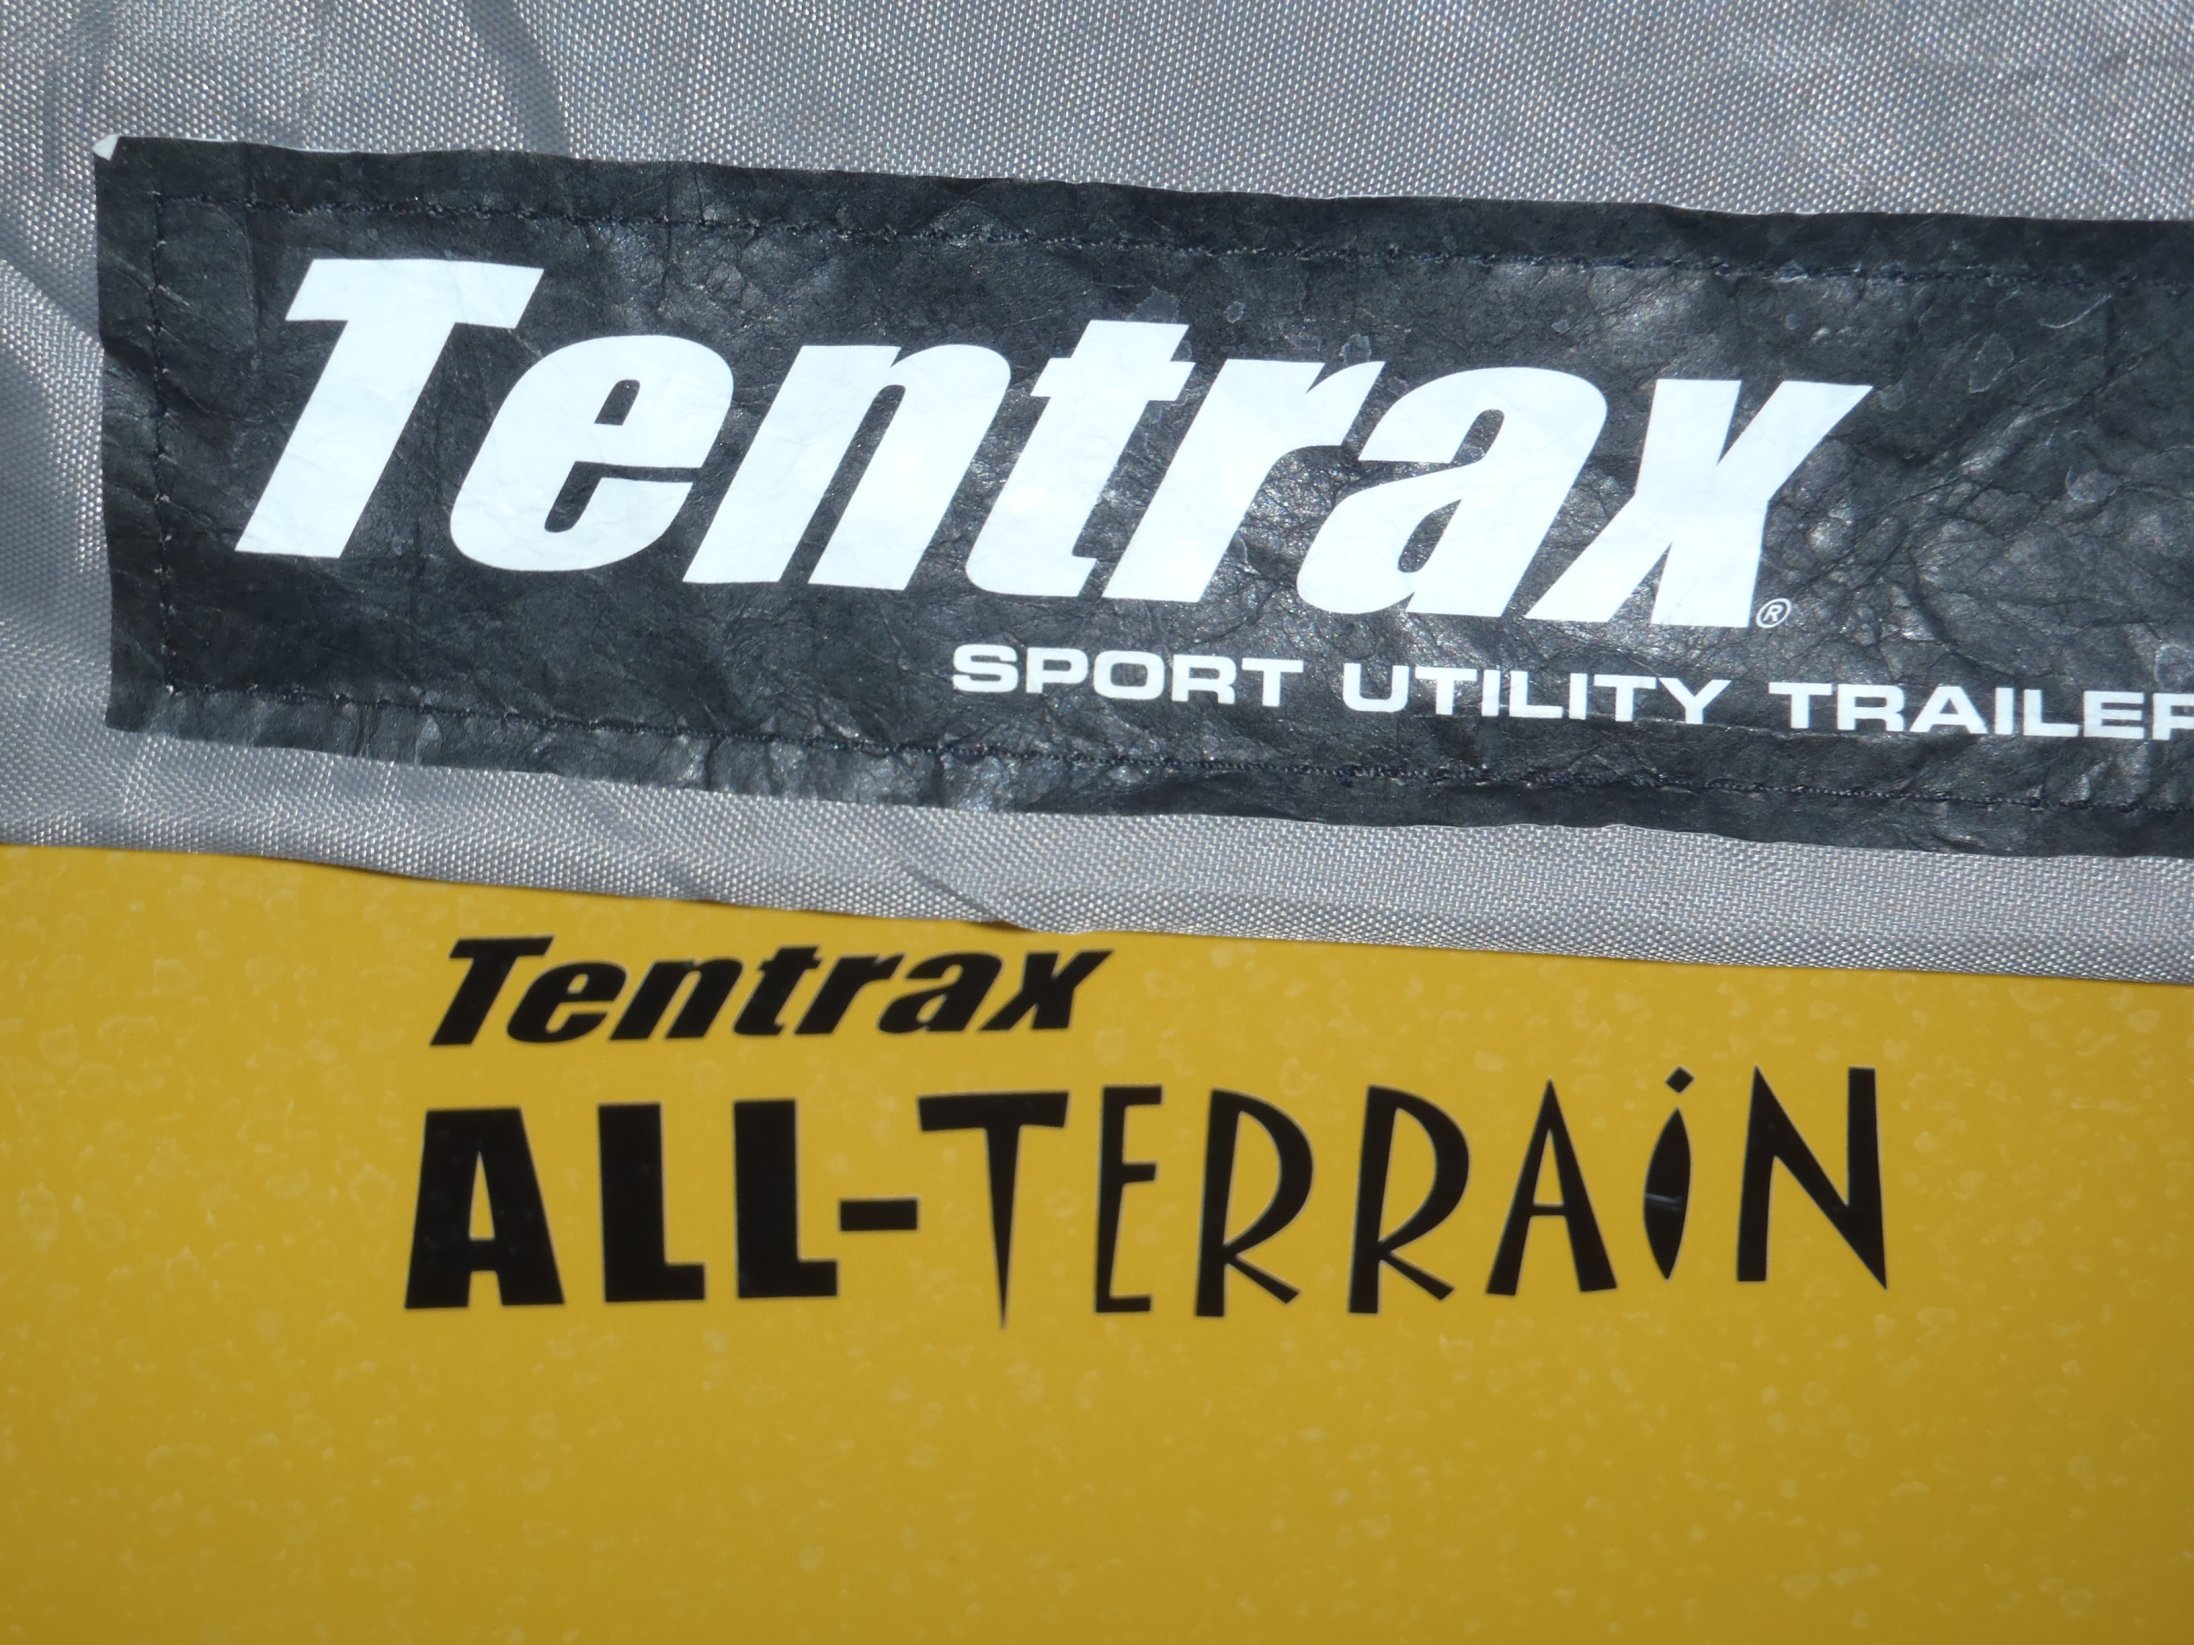 Tentrax®
SPORT UTILITY TRAILER
Tentrax
ALL-TERRAiN